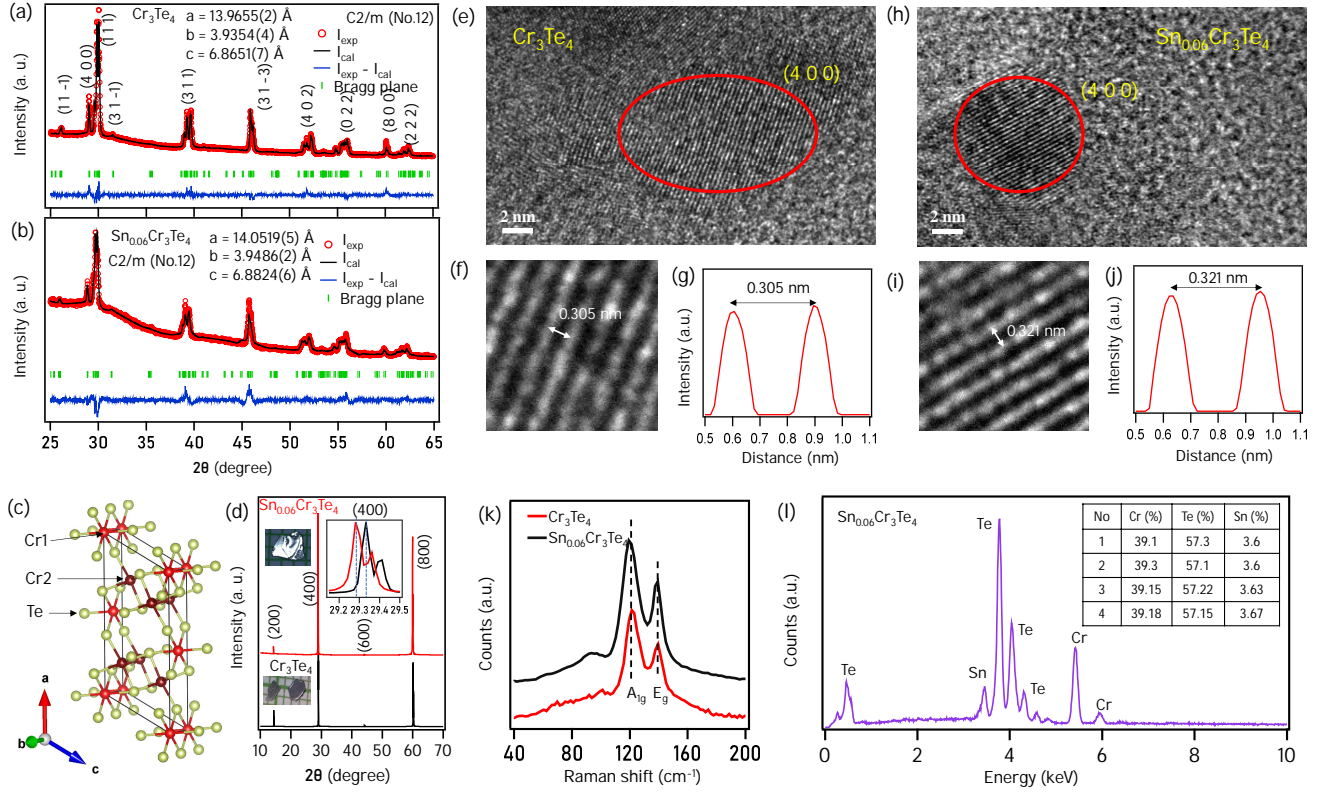 (a)
Cr3Te4
a = 13.9655(2) Å
b = 3.9354(4) Å
c = 6.8651(7) Å
C2/m (No.12)
Iexp
Ical
Iexp - Ical
Bragg plane
(1 1 -1)
(4 0 0)
(1 1 1)
(3 1 -1)
(3 1 1)
(3 1 -3)
(4 0 2)
(0 2 2)
(8 0 0)
(2 2 2)
Intensity (a. u.)
25 30 35 40 45 50 55 60 65
(b)
Sn0.06Cr3Te4
C2/m (No.12)
a = 14.0519(5) Å
b = 3.9486(2) Å
c = 6.8824(6) Å
Iexp
Ical
Iexp - Ical
Bragg plane
Intensity (a. u.)
25 30 35 40 45 50 55 60 65
2θ (degree)
(c)
Cr1
Cr2
Te
a
b
c
(d)
Sn0.06Cr3Te4
(400)
29.2 29.3 29.4 29.5
(200)
(400)
(600)
(800)
Cr3Te4
Intensity (a. u.)
10 20 30 40 50 60 70
2θ (degree)
(e)
Cr3Te4
(4 0 0)
2 nm
(f)
0.305 nm
(g)
0.305 nm
Intensity (a.u.)
0.5 0.6 0.7 0.8 0.9 1.0 1.1
Distance (nm)
(h)
Sn0.06Cr3Te4
(4 0 0)
2 nm
(i)
0.321 nm
(j)
0.321 nm
Intensity (a.u.)
0.5 0.6 0.7 0.8 0.9 1.0 1.1
Distance (nm)
(k)
Cr3Te4
Sn0.06Cr3Te4
A1g
Eg
Counts (a.u.)
40 80 120 160 200
Raman shift (cm-1)
(l)
Sn0.06Cr3Te4
No Cr (%) Te (%) Sn (%)
1 39.1 57.3 3.6
2 39.3 57.1 3.6
3 39.15 57.22 3.63
4 39.18 57.15 3.67
Te
Te
Sn
Te
Te
Cr
Cr
Counts (a.u.)
0 2 4 6 8 10
Energy (keV)